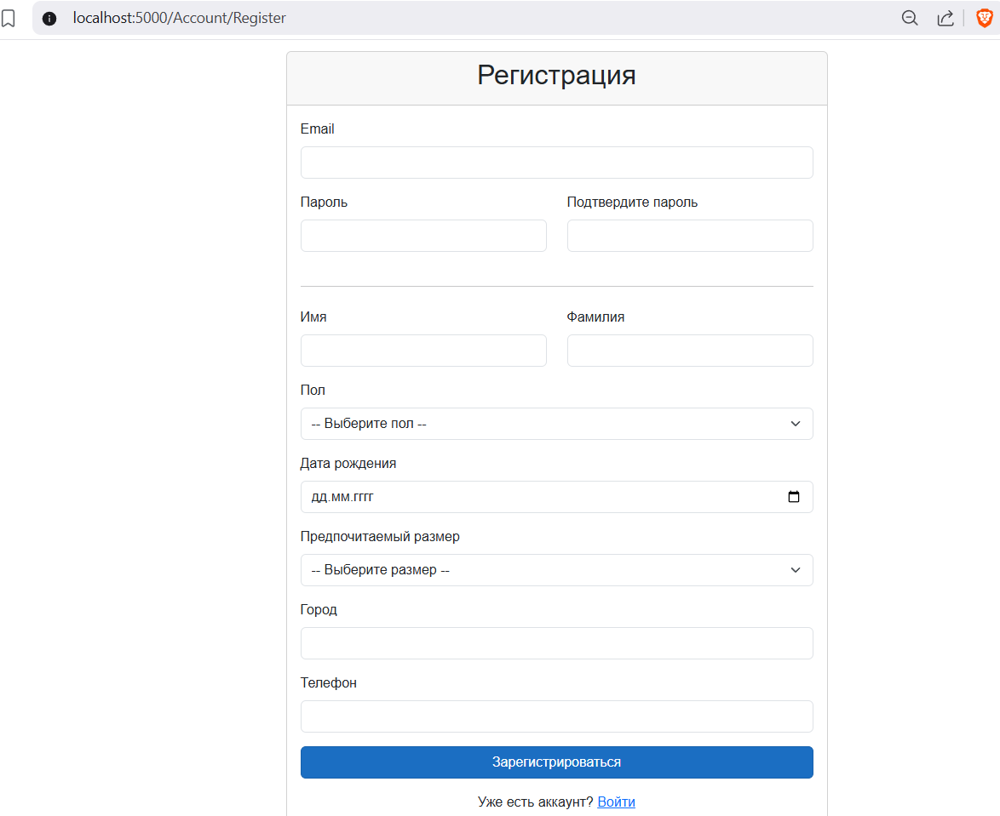 localhost:5000/Account/Register
Регистрация
Email
Пароль Подтвердите пароль
Имя Фамилия
Пол
-- Выберите пол --
Дата рождения
дд.мм.гггг
Предпочитаемый размер
-- Выберите размер --
Город
Телефон
Зарегистрироваться
Уже есть аккаунт? Войти